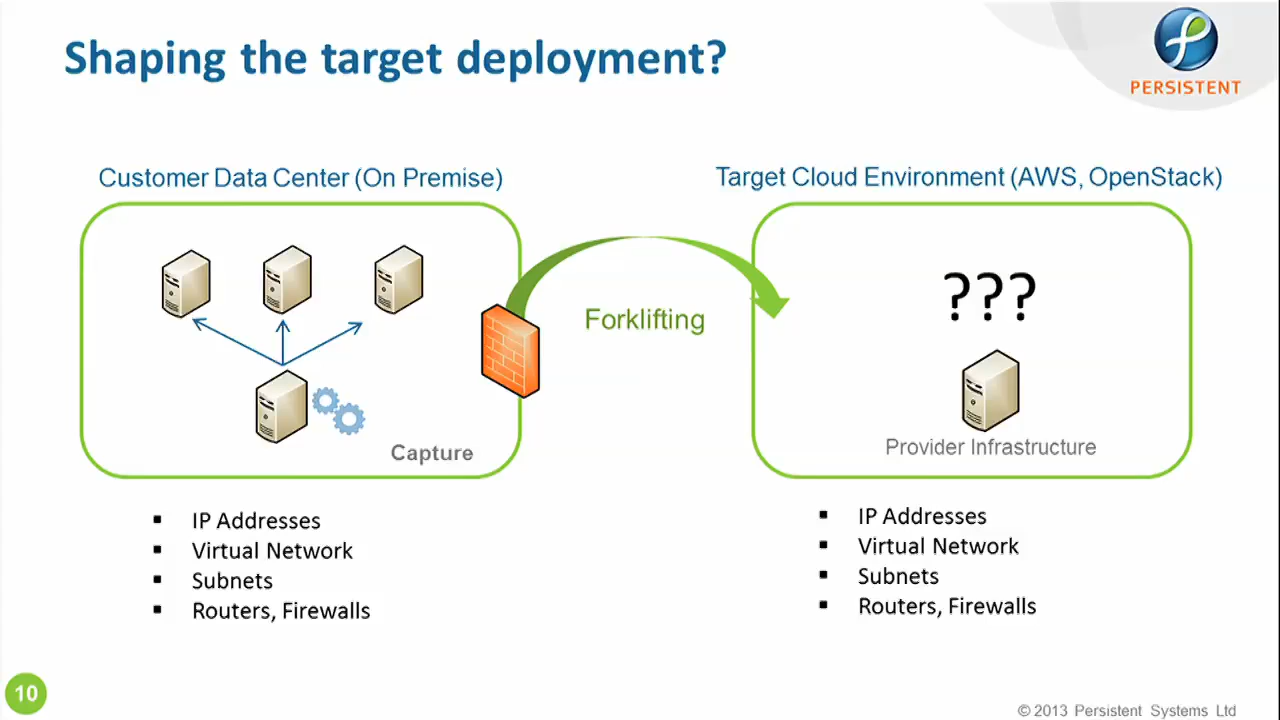 Shaping the target deployment?
PERSISTENT
Customer Data Center (On Premise)
Target Cloud Environment (AWS, OpenStack)
Forklifting
???
Capture
Provider Infrastructure
▪ IP Addresses
▪ Virtual Network
▪ Subnets
▪ Routers, Firewalls
▪ IP Addresses
▪ Virtual Network
▪ Subnets
▪ Routers, Firewalls
10
© 2013 Persistent Systems Ltd